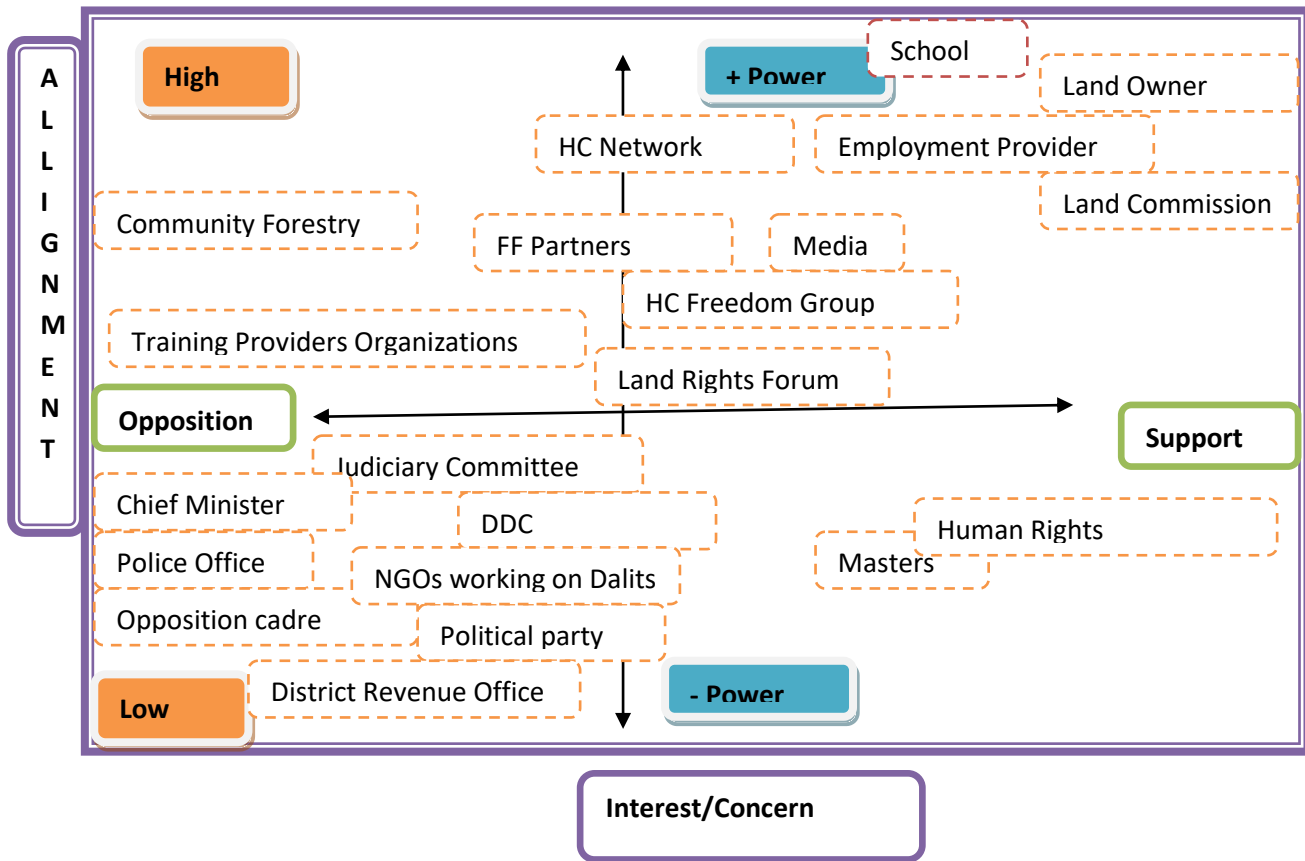 A
L
L
I
G
N
M
E
N
T
High
+ Power
School
Land Owner
HC Network
Employment Provider
Land Commission
Community Forestry
FF Partners
Media
HC Freedom Group
Training Providers Organizations
Land Rights Forum
Opposition
Support
Judiciary Committee
Chief Minister
DDC
Human Rights
Police Office
NGOs working on Dalits
Masters
Opposition cadre
Political party
District Revenue Office
- Power
Low
Interest/Concern